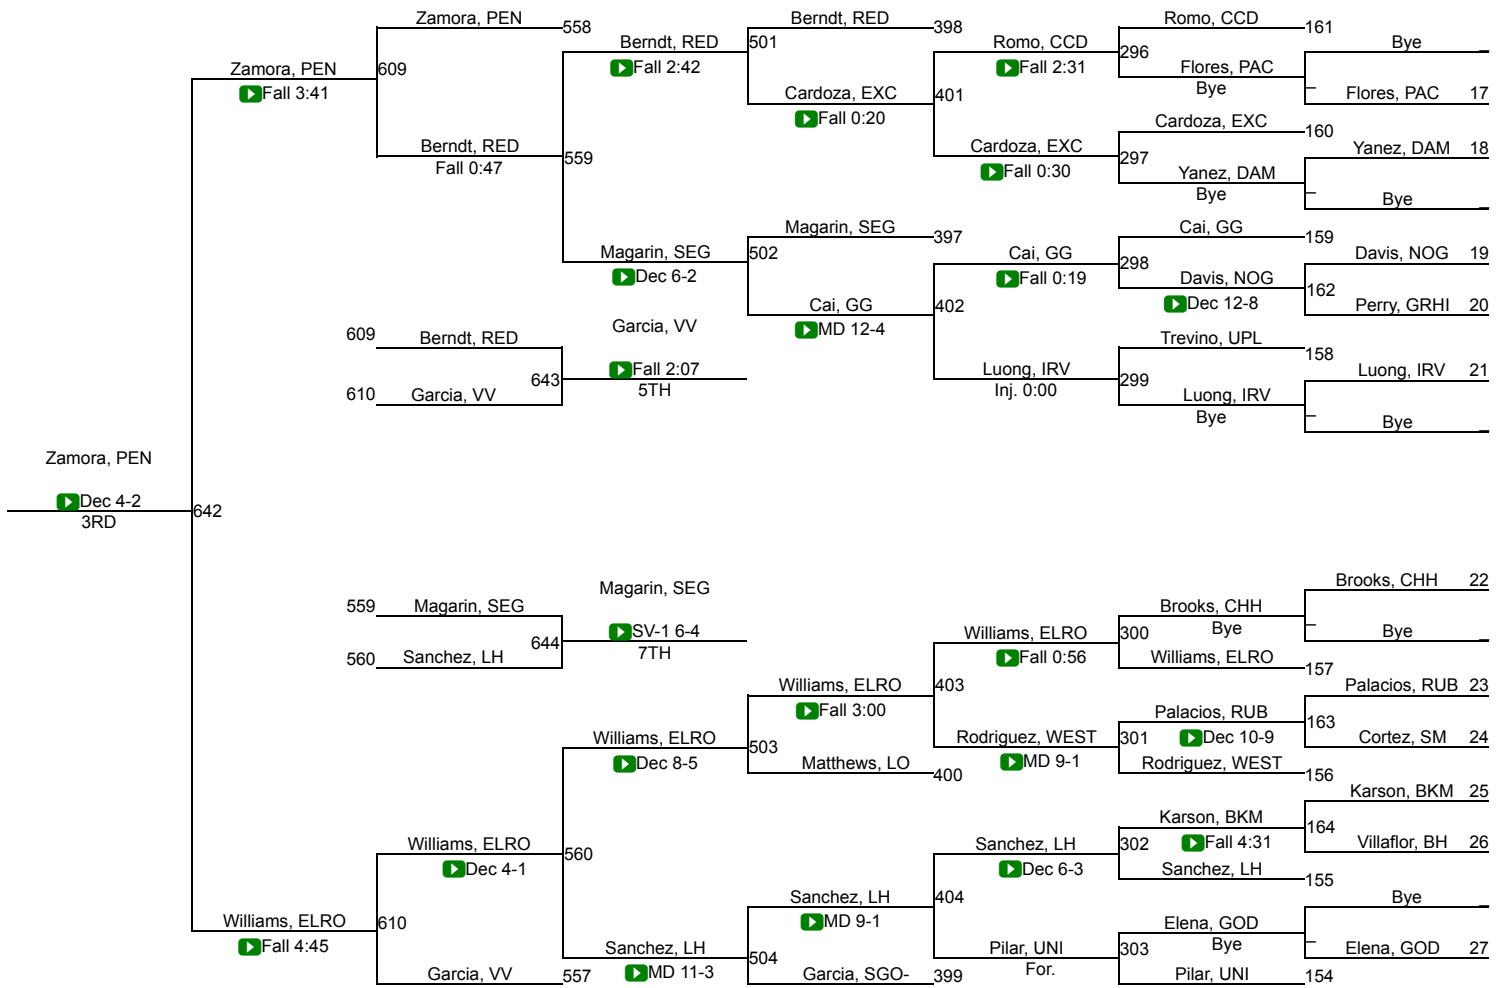 Zamora, PEN
558
Berndt, RED
398
Romo, CCD
161
Berndt, RED
501
Romo, CCD
296
Bye
_
Zamora, PEN
609
Fall 2:42
Fall 2:31
Flores, PAC
Fall 3:41
Cardoza, EXC
401
Bye
_
Flores, PAC
17
Fall 0:20
Cardoza, EXC
160
Berndt, RED
559
Cardoza, EXC
297
Yanez, DAM
18
Fall 0:47
Fall 0:30
Yanez, DAM
Bye
_
Bye
_
Magarin, SEG
397
Cai, GG
159
Magarin, SEG
502
Cai, GG
298
Davis, NOG
19
Dec 6-2
Fall 0:19
Davis, NOG
162
Cai, GG
402
Dec 12-8
Perry, GRHI
20
Garcia, VV
MD 12-4
609
Berndt, RED
Trevino, UPL
158
Fall 2:07
Luong, IRV
299
Luong, IRV
21
643
5TH
Inj. 0:00
610
Garcia, VV
Luong, IRV
Bye
_
Bye
_
Zamora, PEN
Dec 4-2
642
3RD
Brooks, CHH
22
Magarin, SEG
559
Magarin, SEG
Brooks, CHH
SV-1 6-4
Williams, ELRO
300
Bye
_
Bye
_
644
7TH
Fall 0:56
560
Sanchez, LH
Williams, ELRO
157
Williams, ELRO
403
Palacios, RUB
23
Fall 3:00
Palacios, RUB
163
Williams, ELRO
503
Rodriguez, WEST
301
Dec 10-9
Cortez, SM
24
Dec 8-5
Matthews, LO
400
MD 9-1
Rodriguez, WEST
156
Karson, BKM
25
Karson, BKM
164
Williams, ELRO
560
Sanchez, LH
302
Fall 4:31
Villaflor, BH
26
Dec 4-1
Dec 6-3
Sanchez, LH
155
Sanchez, LH
404
Bye
_
Williams, ELRO
610
MD 9-1
Elena, GOD
Fall 4:45
Sanchez, LH
504
Pilar, UNI
303
Bye
_
Elena, GOD
27
Garcia, VV
557
MD 11-3
Garcia, SGO-
399
For.
Pilar, UNI
154